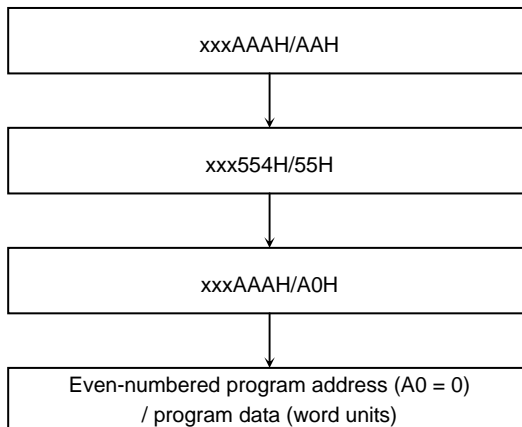 xxxAAAH/AAH
xxx554H/55H
xxxAAAH/A0H
Even-numbered program address (A0 = 0)
/ program data (word units)